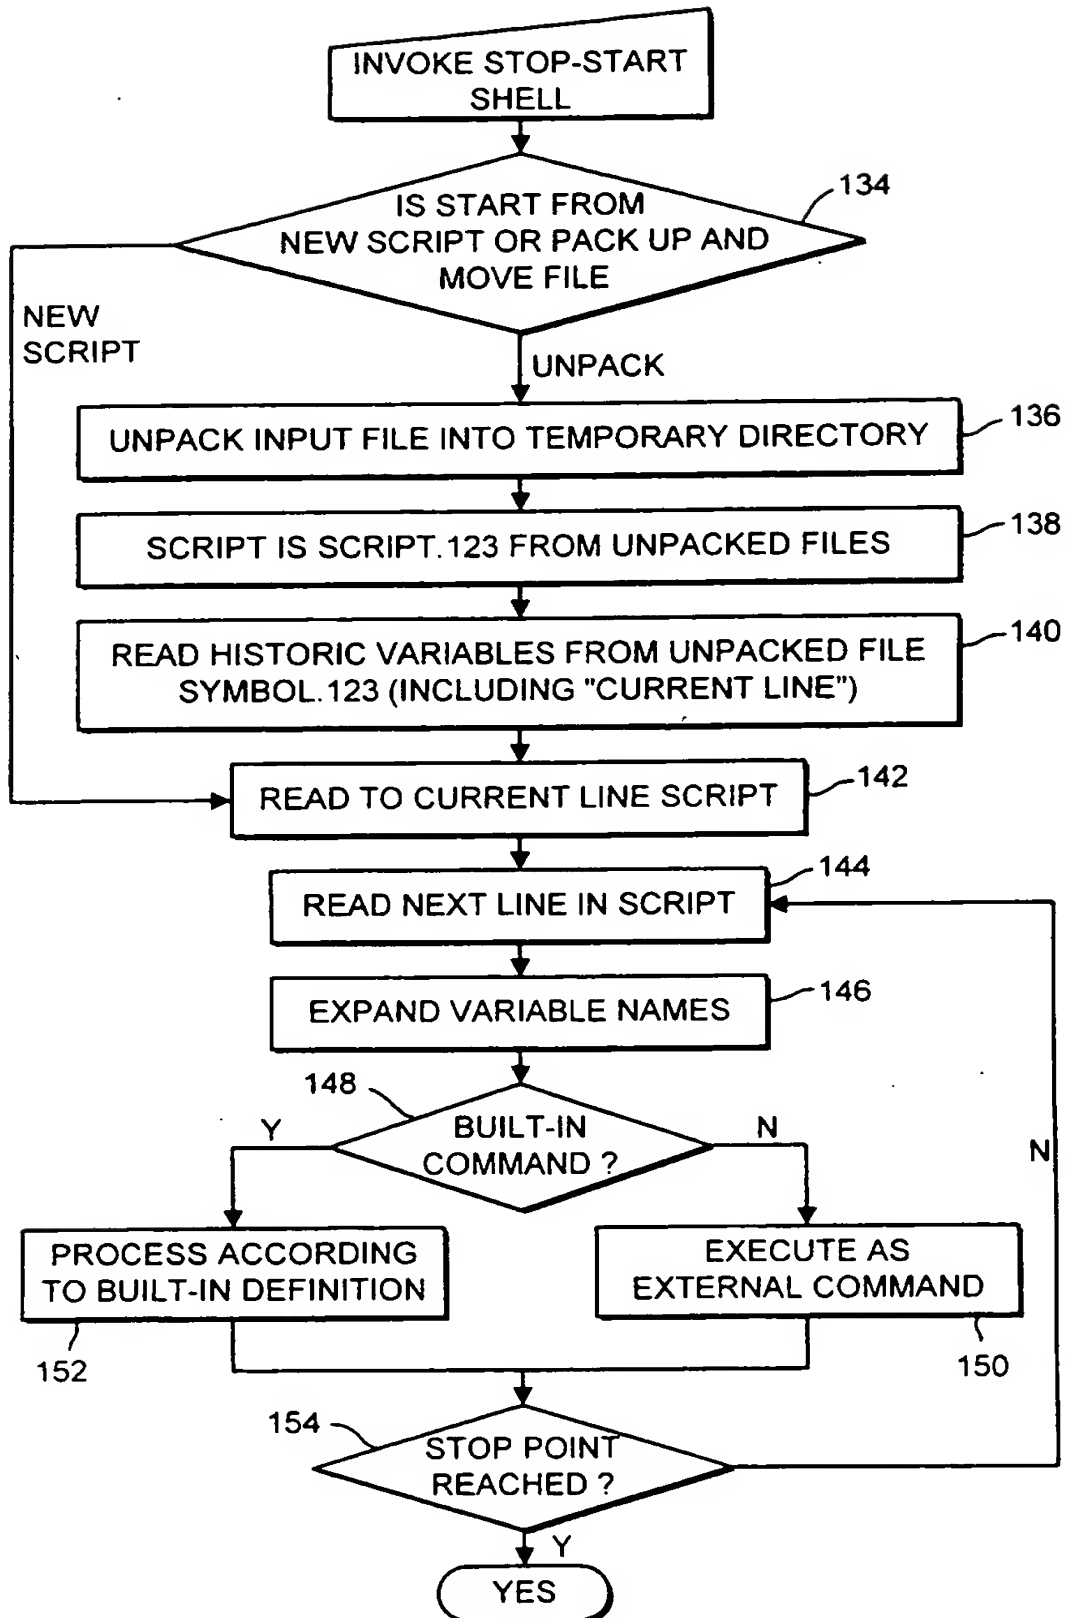 INVOKE STOP-START
SHELL
134
IS START FROM
NEW SCRIPT OR PACK UP AND
MOVE FILE
NEW
SCRIPT
UNPACK
136
UNPACK INPUT FILE INTO TEMPORARY DIRECTORY
138
SCRIPT IS SCRIPT.123 FROM UNPACKED FILES
140
READ HISTORIC VARIABLES FROM UNPACKED FILE
SYMBOL.123 (INCLUDING "CURRENT LINE")
142
READ TO CURRENT LINE SCRIPT
144
READ NEXT LINE IN SCRIPT
146
EXPAND VARIABLE NAMES
148
Y
BUILT-IN
COMMAND ?
N
N
PROCESS ACCORDING
TO BUILT-IN DEFINITION
EXECUTE AS
EXTERNAL COMMAND
152
150
154
STOP POINT
REACHED ?
Y
YES